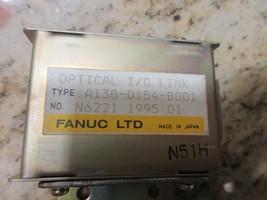 OPTICAL I/O LINK
TYPE A13B-0154-B001
NO. N6221 1995 01
FANUC LTD MADE IN JAPAN
N51H